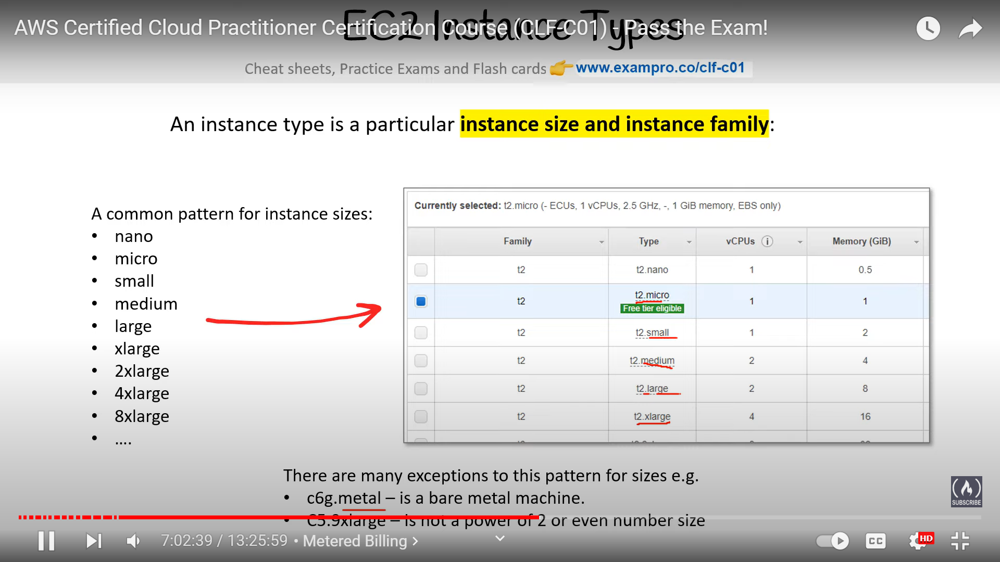 EC2 Instance Types
AWS Certified Cloud Practitioner Certification Course (CLF-C01) - Pass the Exam!
Cheat sheets, Practice Exams and Flash cards 👉 www.exampro.co/clf-c01
An instance type is a particular instance size and instance family:
A common pattern for instance sizes:
• nano
• micro
• small
• medium
• large
• xlarge
• 2xlarge
• 4xlarge
• 8xlarge
• ....
Currently selected: t2.micro (- ECUs, 1 vCPUs, 2.5 GHz, -, 1 GiB memory, EBS only)
Family Type vCPUs i Memory (GiB)
t2 t2.nano 1 0.5
t2 t2.micro 1 1
Free tier eligible
t2 t2.small 1 2
t2 t2.medium 2 4
t2 t2.large 2 8
t2 t2.xlarge 4 16
There are many exceptions to this pattern for sizes e.g.
• c6g.metal – is a bare metal machine.
• C5.9xlarge – is not a power of 2 or even number size
SUBSCRIBE
7:02:39 / 13:25:59 • Metered Billing >
CC
HD